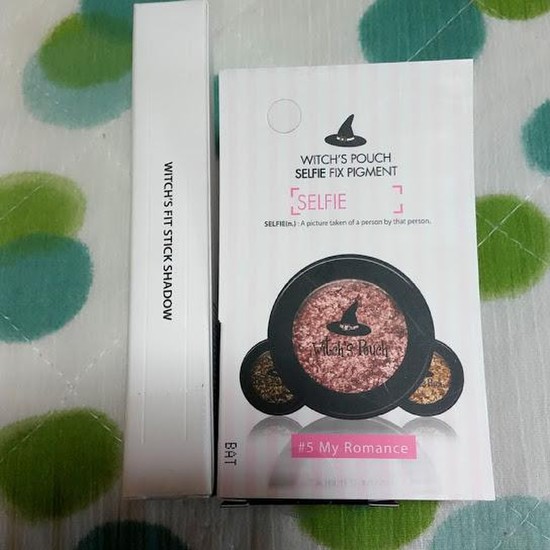 WITCH'S FIT STICK SHADOW
WITCH'S POUCH
SELFIE FIX PIGMENT
SELFIE
SELFIE(n.) : A picture taken of a person by that person.
Witch's Pouch
#5 My Romance